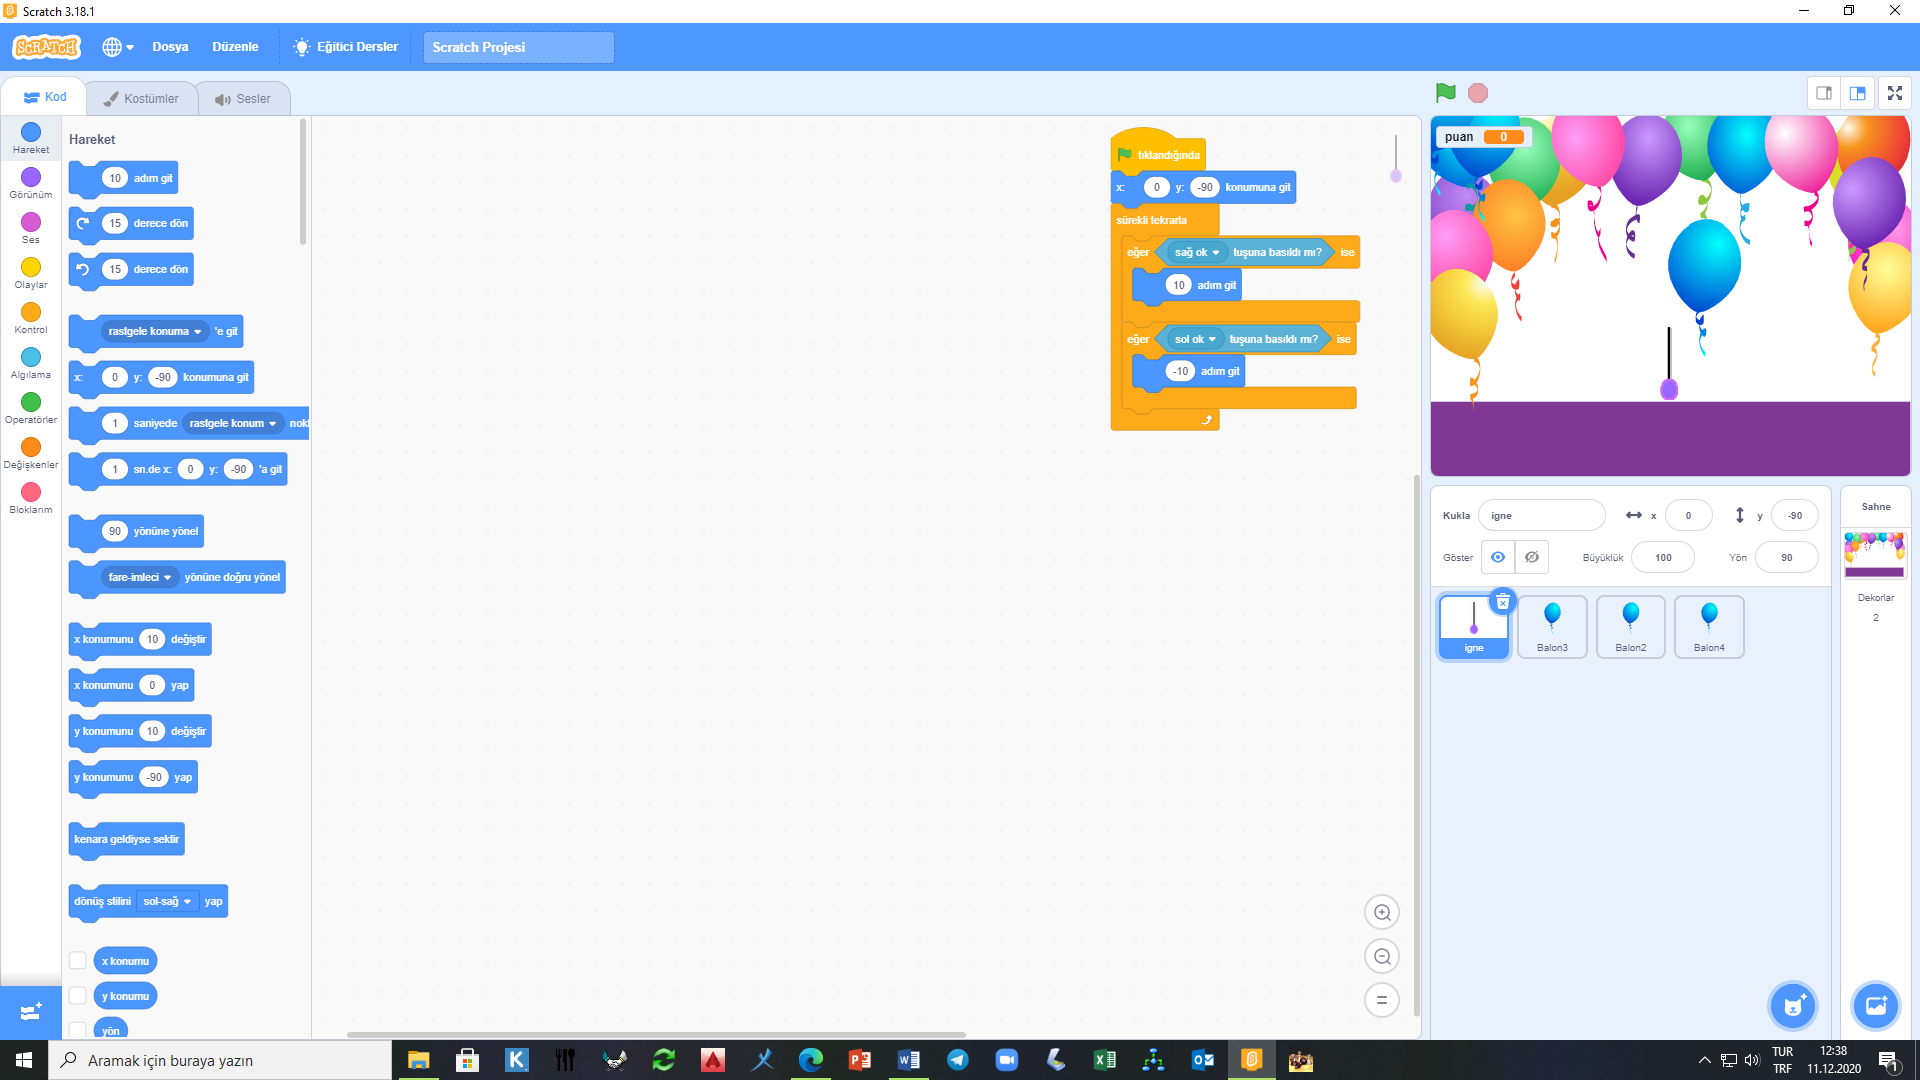 Scratch 3.18.1
SCRATCH
Dosya
Düzenle
Eğitici Dersler
Scratch Projesi
Kod
Kostümler
Sesler
Hareket
Görünüm
Ses
Olaylar
Kontrol
Algılama
Operatörler
Değişkenler
Bloklarım
Hareket
10 adım git
15 derece dön
15 derece dön
rastgele konuma 'e git
x: 0 y: -90 konumuna git
1 saniyede rastgele konum nokt
1 sn.de x: 0 y: -90 'a git
90 yönüne yönel
fare-imleci yönüne doğru yönel
x konumunu 10 değiştir
x konumunu 0 yap
y konumunu 10 değiştir
y konumunu -90 yap
kenara geldiyse sektir
dönüş stilini sol-sağ yap
x konumu
y konumu
yön
tıklandığında
x: 0 y: -90 konumuna git
sürekli tekrarla
eğer sağ ok tuşuna basıldı mı? ise
10 adım git
eğer sol ok tuşuna basıldı mı? ise
-10 adım git
puan 0
Kukla igne x 0 y -90
Göster Büyüklük 100 Yön 90
igne
Balon3
Balon2
Balon4
Sahne
Dekorlar
2
Aramak için buraya yazın
TUR
TRF
12:38
11.12.2020
1